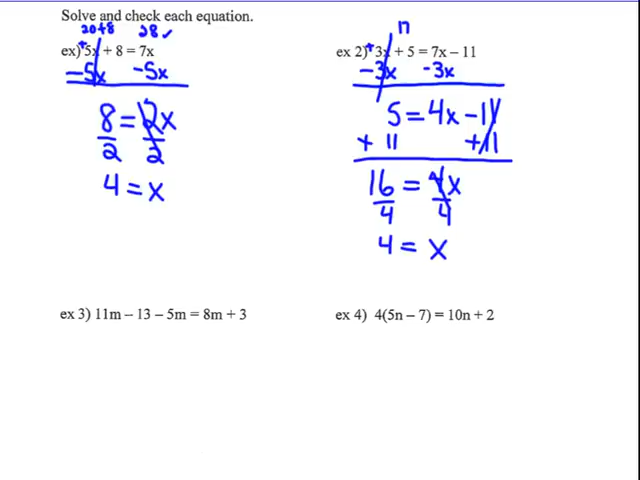 Solve and check each equation.
20+8 28 ✓
ex) 5x + 8 = 7x
+
-5x -5x
8 = 2x
2 2
4 = x
ex 2) 3x + 5 = 7x – 11
+
-3x -3x
5 = 4x - 11
+ 11 +11
16 = 4x
4 4
4 = x
ex 3) 11m – 13 – 5m = 8m + 3
ex 4) 4(5n – 7) = 10n + 2